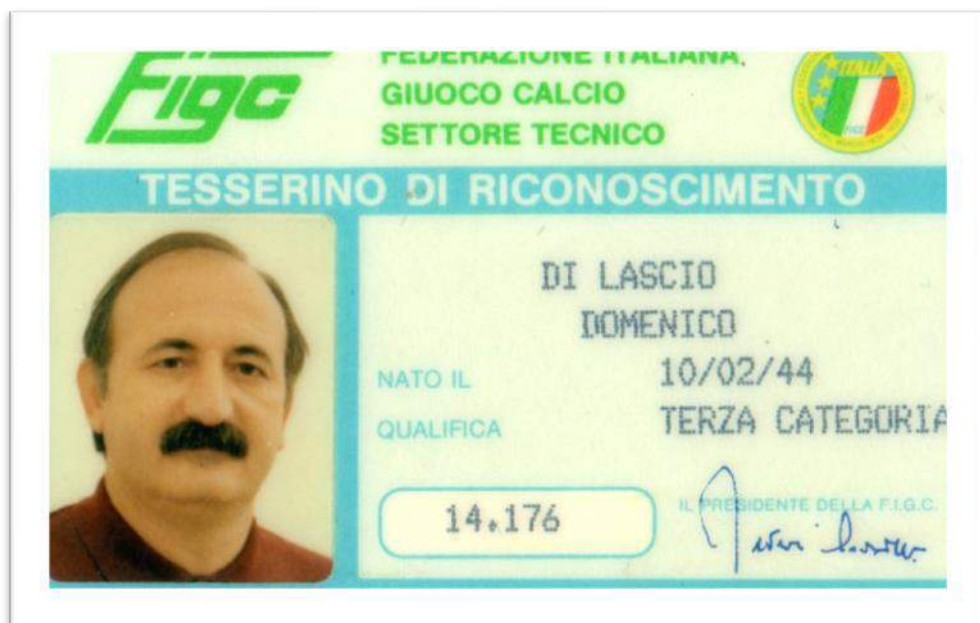 Figc
FEDERAZIONE ITALIANA
GIUOCO CALCIO
SETTORE TECNICO
ITALIA
TESSERINO DI RICONOSCIMENTO
DI LASCIO
DOMENICO
NATO IL 10/02/44
QUALIFICA TERZA CATEGORIA
14.176
IL PRESIDENTE DELLA F.I.G.C.